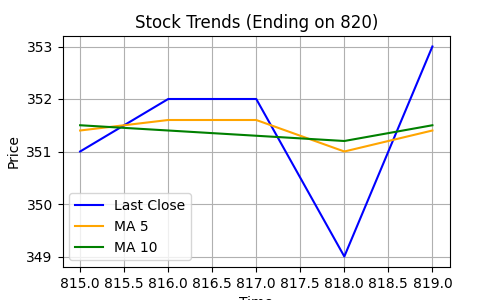 Stock Trends (Ending on 820)
353
352
351
350
349
Price
Last Close
MA 5
MA 10
815.0 815.5 816.0 816.5 817.0 817.5 818.0 818.5 819.0
Time